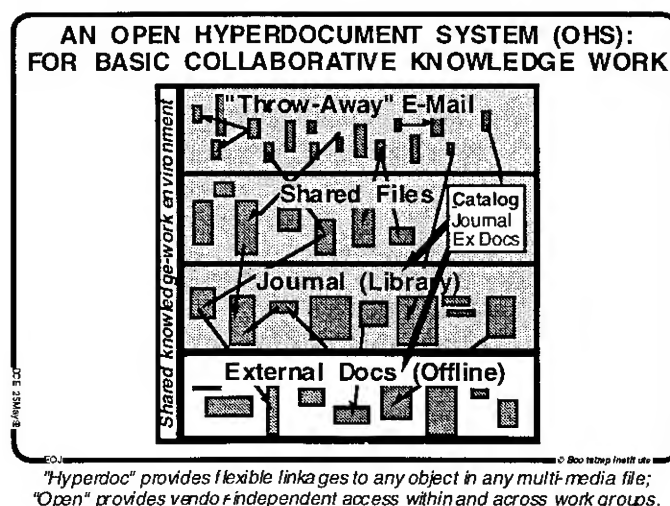 AN OPEN HYPERDOCUMENT SYSTEM (OHS):
FOR BASIC COLLABORATIVE KNOWLEDGE WORK
Shared knowledge-work environment
"Throw-Away" E-Mail
Shared Files
Catalog
Journal
Ex Docs
Journal (Library)
External Docs (Offline)
© Bootstrap Institute
"Hyperdoc" provides flexible linkages to any object in any multi-media file;
"Open" provides vendor-independent access within and across work groups.